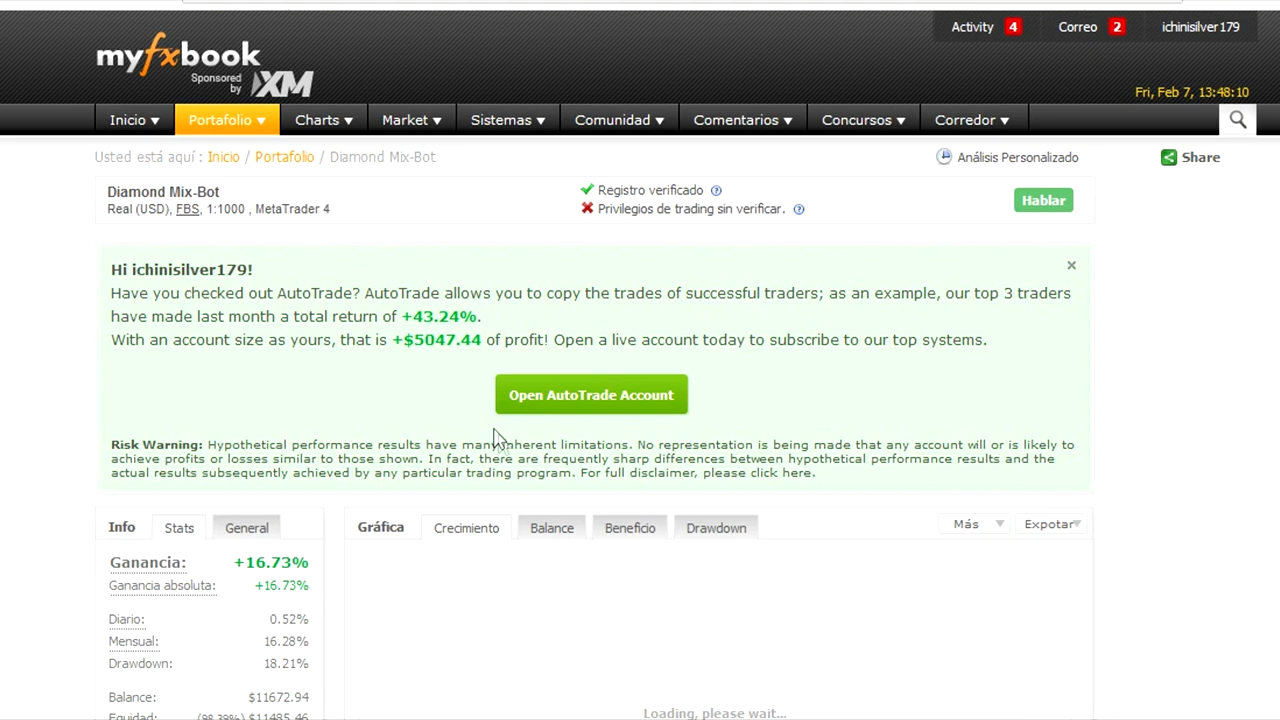 Activity 4 Correo 2 ichinisilver179
myfxbook
Sponsored by XM
Fri, Feb 7, 13:48:10
Inicio Portafolio Charts Market Sistemas Comunidad Comentarios Concursos Corredor
Usted está aquí : Inicio / Portafolio / Diamond Mix-Bot
Análisis Personalizado Share
Diamond Mix-Bot
Real (USD), FBS, 1:1000 , MetaTrader 4
Registro verificado
Privilegios de trading sin verificar.
Hablar
Hi ichinisilver179!
Have you checked out AutoTrade? AutoTrade allows you to copy the trades of successful traders; as an example, our top 3 traders
have made last month a total return of +43.24%.
With an account size as yours, that is +$5047.44 of profit! Open a live account today to subscribe to our top systems.
Open AutoTrade Account
Risk Warning: Hypothetical performance results have many inherent limitations. No representation is being made that any account will or is likely to
achieve profits or losses similar to those shown. In fact, there are frequently sharp differences between hypothetical performance results and the
actual results subsequently achieved by any particular trading program. For full disclaimer, please click here.
Info Stats General
Gráfica Crecimiento Balance Beneficio Drawdown Más Expotar
Ganancia: +16.73%
Ganancia absoluta: +16.73%
Diario: 0.52%
Mensual: 16.28%
Drawdown: 18.21%
Balance: $11672.94
Equidad: (98.39%) $11485.46
Loading, please wait...